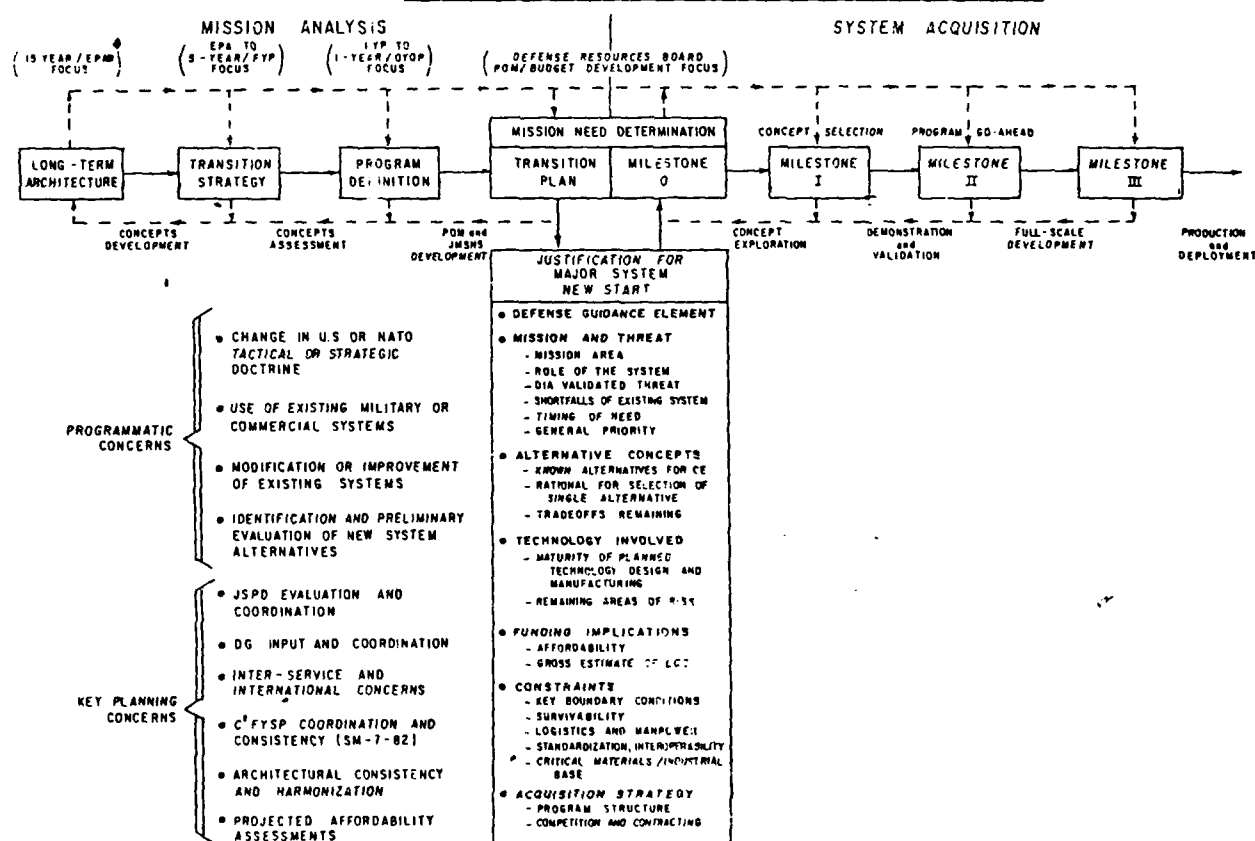 MISSION ANALYSIS
SYSTEM ACQUISITION
(15 YEAR / EPA
FOCUS)
(EPA TO
5-YEAR/FYP
FOCUS)
TO
1-YEAR/
FOCUS)
(DEFENSE RESOURCES BOARD
POM/BUDGET DEVELOPMENT FOCUS)
MISSION NEED DETERMINATION
CONCEPT SELECTION
PROGRAM GO-AHEAD
LONG-TERM
ARCHITECTURE
TRANSITION
STRATEGY
PROGRAM
DEFINITION
TRANSITION
PLAN
MILESTONE
0
MILESTONE
I
MILESTONE
II
MILESTONE
III
CONCEPTS
DEVELOPMENT
CONCEPTS
ASSESSMENT
POM and
JMSNS
DEVELOPMENT
CONCEPT
EXPLORATION
DEMONSTRATION
and
VALIDATION
FULL-SCALE
DEVELOPMENT
PRODUCTION
and
DEPLOYMENT
JUSTIFICATION FOR
MAJOR SYSTEM
NEW START
PROGRAMMATIC
CONCERNS
• CHANGE IN U.S OR NATO
TACTICAL OR STRATEGIC
DOCTRINE
• USE OF EXISTING MILITARY OR
COMMERCIAL SYSTEMS
• MODIFICATION OR IMPROVEMENT
OF EXISTING SYSTEMS
• IDENTIFICATION AND PRELIMINARY
EVALUATION OF NEW SYSTEM
ALTERNATIVES
KEY PLANNING
CONCERNS
• JSPD EVALUATION AND
COORDINATION
• DG INPUT AND COORDINATION
• INTER-SERVICE AND
INTERNATIONAL CONCERNS
• FYSP COORDINATION AND
CONSISTENCY (SM-7-82)
• ARCHITECTURAL CONSISTENCY
AND HARMONIZATION
• PROJECTED AFFORDABILITY
ASSESSMENTS
• DEFENSE GUIDANCE ELEMENT
• MISSION AND THREAT
- MISSION AREA
- ROLE OF THE SYSTEM
- DIA VALIDATED THREAT
- SHORTFALLS OF EXISTING SYSTEM
- TIMING OF NEED
- GENERAL PRIORITY
• ALTERNATIVE CONCEPTS
- KNOWN ALTERNATIVES FOR CE
- RATIONAL FOR SELECTION OF
SINGLE ALTERNATIVE
- TRADEOFFS REMAINING
• TECHNOLOGY INVOLVED
- MATURITY OF PLANNED
TECHNOLOGY DESIGN AND
MANUFACTURING
- REMAINING AREAS OF RISK
• FUNDING IMPLICATIONS
- AFFORDABILITY
- GROSS ESTIMATE OF
• CONSTRAINTS
- KEY BOUNDARY CONDITIONS
- SURVIVABILITY
- LOGISTICS AND MANPOWER
- STANDARDIZATION, INTEROPERABILITY
- CRITICAL MATERIALS/INDUSTRIAL
BASE
• ACQUISITION STRATEGY
- PROGRAM STRUCTURE
- COMPETITION AND CONTRACTING